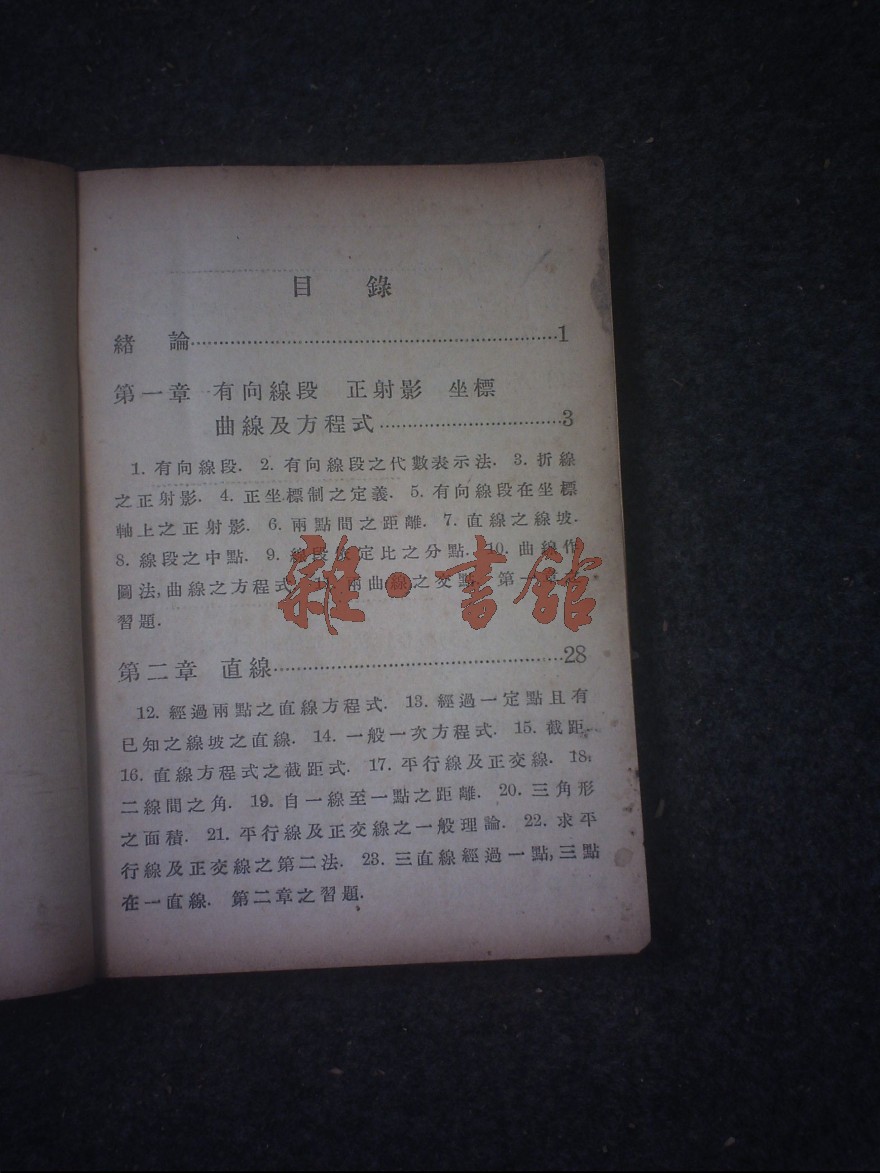 目　錄
緒　論……………………………………………………1
第一章　有向線段　正射影　坐標
曲線及方程式……………………………3
1. 有向線段. 2. 有向線段之代數表示法. 3. 折線
之正射影. 4. 正坐標制之定義. 5. 有向線段在坐標
軸上之正射影. 6. 兩點間之距離. 7. 直線之線坡.
8. 線段之中點. 9. 線段 定比之分點. 10. 曲線作
圖法,曲線之方程式. 11. 兩曲線之交點. 第一章
習題.
雜·書館
第二章　直線…………………………………………28
12. 經過兩點之直線方程式. 13. 經過一定點且有
已知之線坡之直線. 14. 一般一次方程式. 15. 截距.
16. 直線方程式之截距式. 17. 平行線及正交線. 18.
二線間之角. 19. 自一線至一點之距離. 20. 三角形
之面積. 21. 平行線及正交線之一般理論. 22. 求平
行線及正交線之第二法. 23. 三直線經過一點,三點
在一直線. 第二章之習題.